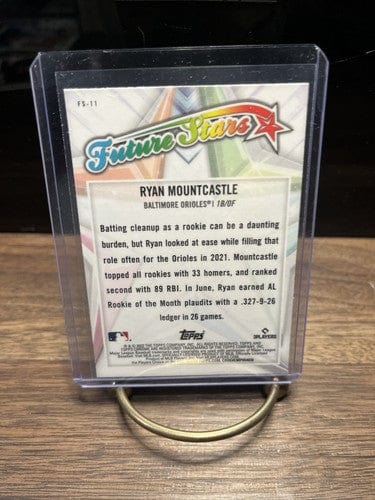 FS-11
Future Stars
RYAN MOUNTCASTLE
BALTIMORE ORIOLES® | 1B/OF
Batting cleanup as a rookie can be a daunting
burden, but Ryan looked at ease while filling that
role often for the Orioles in 2021. Mountcastle
topped all rookies with 33 homers, and ranked
second with 89 RBI. In June, Ryan earned AL
Rookie of the Month plaudits with a .327-9-26
ledger in 26 games.
Topps
PLAYERS